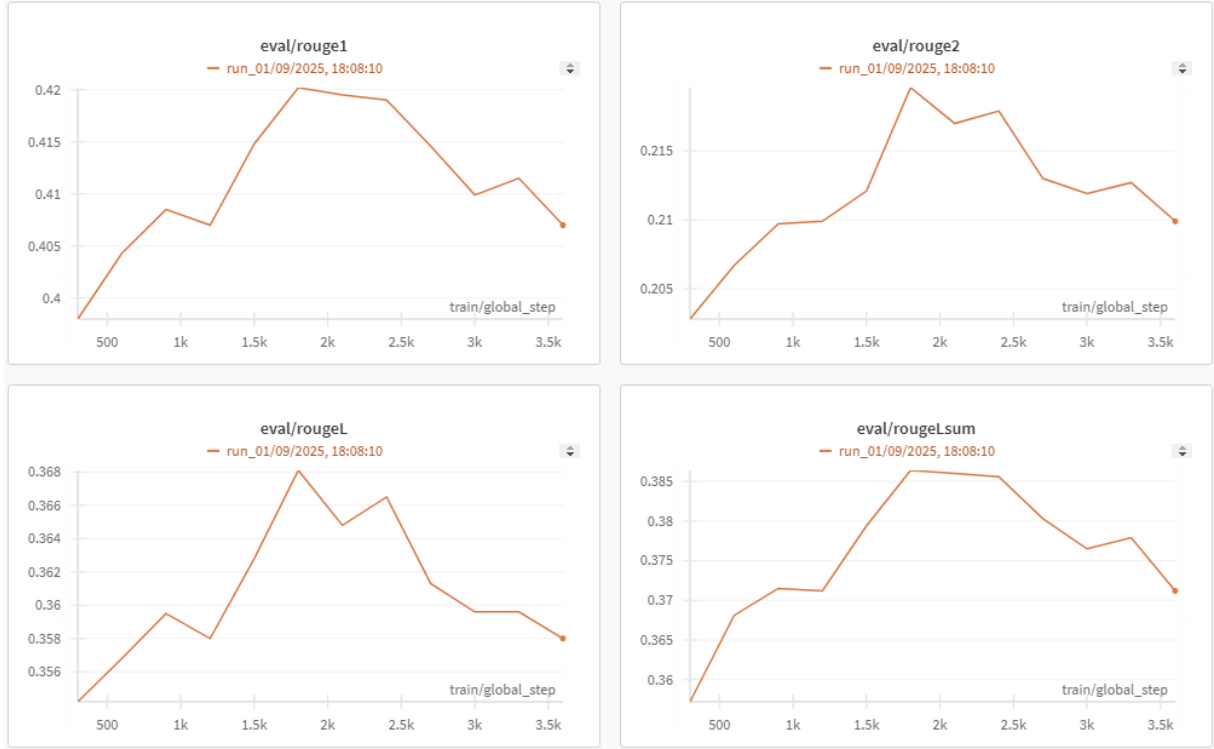 eval/rouge1
run_01/09/2025, 18:08:10
0.42
0.415
0.41
0.405
0.4
train/global_step
500 1k 1.5k 2k 2.5k 3k 3.5k
eval/rouge2
run_01/09/2025, 18:08:10
0.215
0.21
0.205
train/global_step
500 1k 1.5k 2k 2.5k 3k 3.5k
eval/rougeL
run_01/09/2025, 18:08:10
0.368
0.366
0.364
0.362
0.36
0.358
0.356
train/global_step
500 1k 1.5k 2k 2.5k 3k 3.5k
eval/rougeLsum
run_01/09/2025, 18:08:10
0.385
0.38
0.375
0.37
0.365
0.36
train/global_step
500 1k 1.5k 2k 2.5k 3k 3.5k